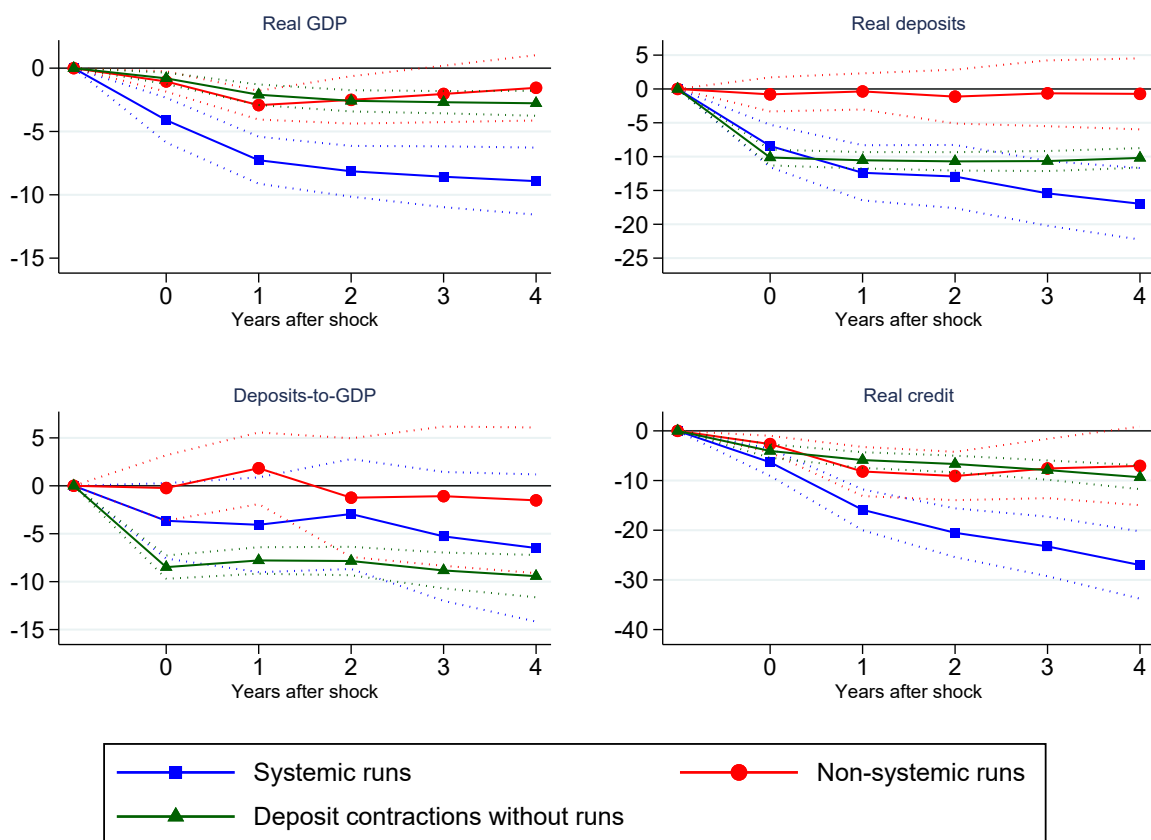 Real GDP
0
-5
-10
-15
0 1 2 3 4
Years after shock
Real deposits
5
0
-5
-10
-15
-20
-25
0 1 2 3 4
Years after shock
Deposits-to-GDP
5
0
-5
-10
-15
0 1 2 3 4
Years after shock
Real credit
0
-10
-20
-30
-40
0 1 2 3 4
Years after shock
Systemic runs
Non-systemic runs
Deposit contractions without runs